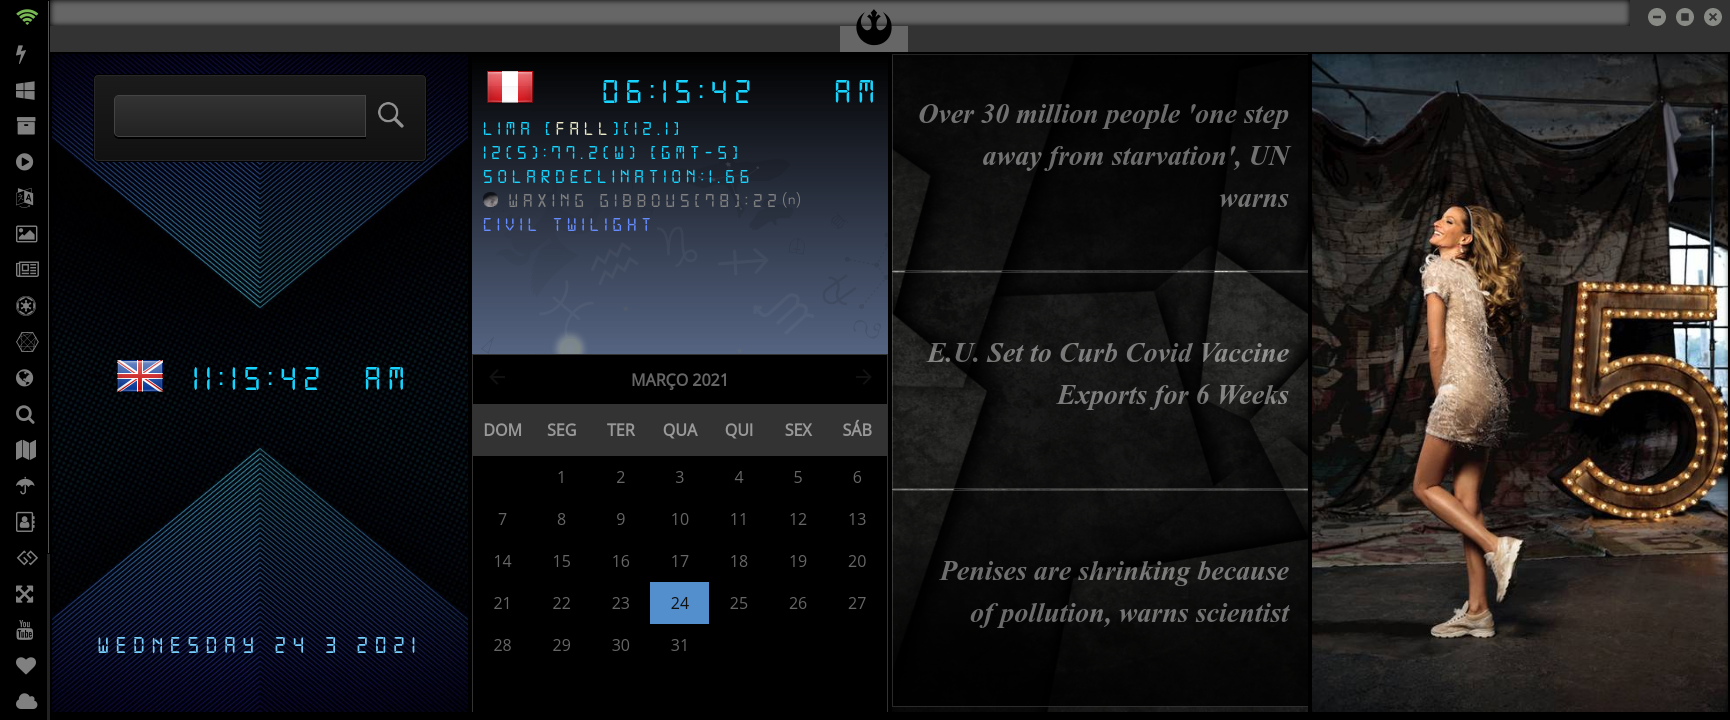 06:15:42 AM
LIMA (FALL)(12.1)
12(S):77.2(W) (GMT-5)
SOLARDECLINATION:1.66
WAXING GIBBOUS(78):22(n)
CIVIL TWILIGHT
11:15:42 AM
WEDNESDAY 24 3 2021
MARÇO 2021
DOM SEG TER QUA QUI SEX SÁB
1 2 3 4 5 6
7 8 9 10 11 12 13
14 15 16 17 18 19 20
21 22 23 24 25 26 27
28 29 30 31
Over 30 million people 'one step
away from starvation', UN
warns
E.U. Set to Curb Covid Vaccine
Exports for 6 Weeks
Penises are shrinking because
of pollution, warns scientist
5
You
Tube